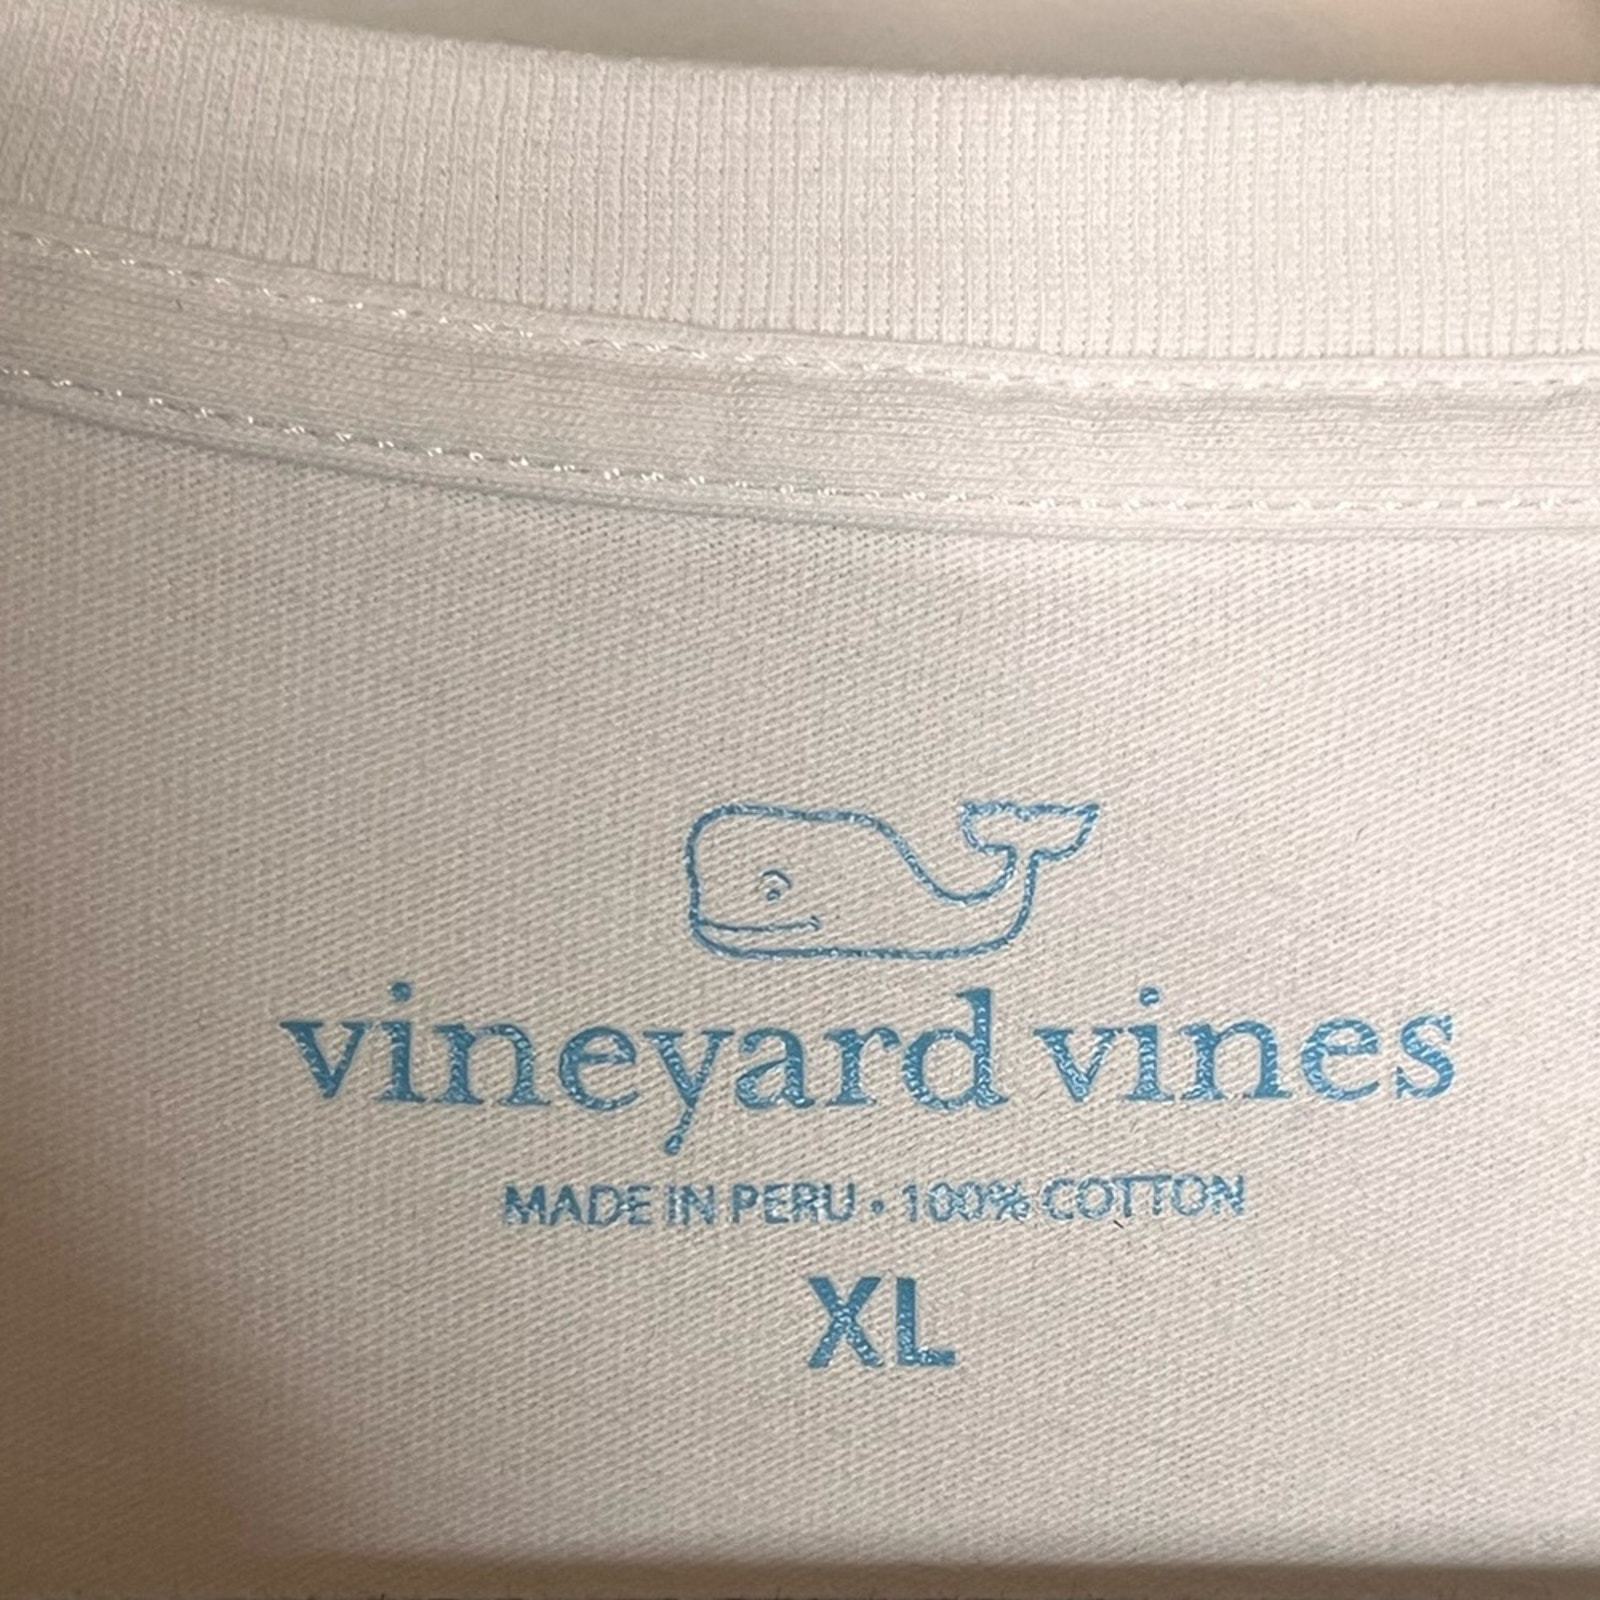 vineyard vines
MADE IN PERU • 100% COTTON
XL